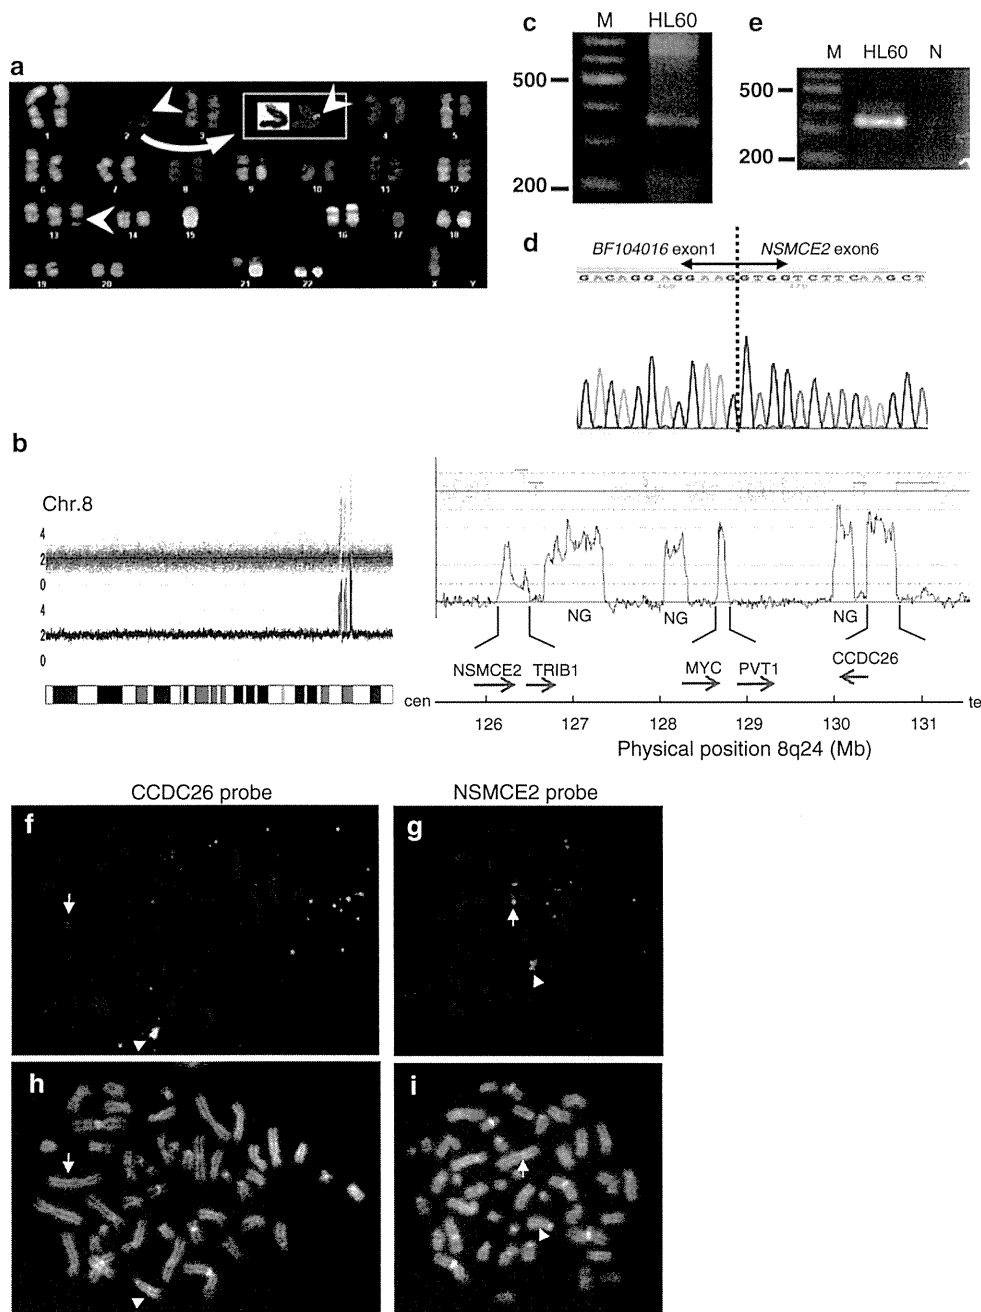 a
1 2 3 4 5
6 7 8 9 10 11 12
13 14 15 16 17 18
19 20 21 22 X Y
c
M HL60
500
200
e
M HL60 N
500
200
d
BF104016 exon1 NSMCE2 exon6
GACAGGAGGAAGGTGGTCTTCAAGCT
460 470
b
Chr.8
4
2
0
4
2
0
NG NG NG
NSMCE2 TRIB1 MYC PVT1 CCDC26
cen te
126 127 128 129 130 131
Physical position 8q24 (Mb)
CCDC26 probe NSMCE2 probe
f g
h i